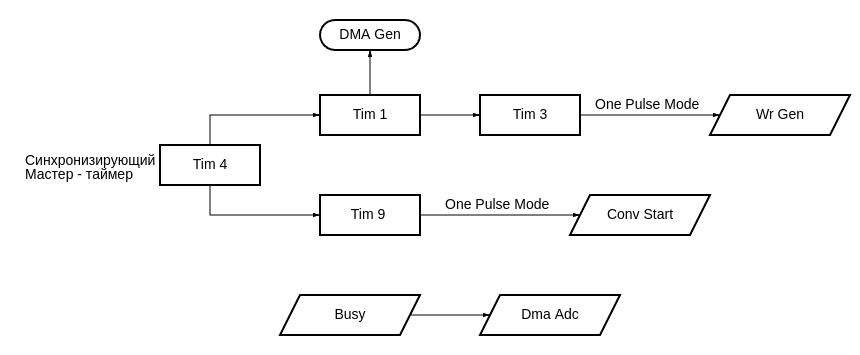 DMA Gen
Tim 1
Tim 3
One Pulse Mode
Wr Gen
Синхронизирующий
Мастер - таймер
Tim 4
Tim 9
One Pulse Mode
Conv Start
Busy
Dma Adc